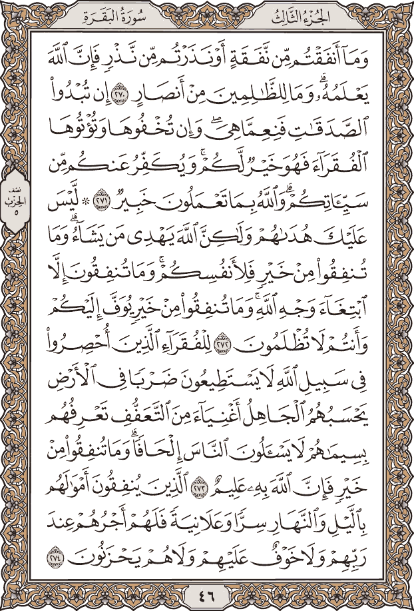 الجزء الثالث
سورة البقرة
وَمَآ أَنفَقْتُم مِّن نَّفَقَةٍ أَوْ نَذَرْتُم مِّن نَّذْرٍ فَإِنَّ ٱللَّهَ
يَعْلَمُهُۥ ۗ وَمَا لِلظَّٰلِمِينَ مِنْ أَنصَارٍ ٢٧٠ إِن تُبْدُوا۟
ٱلصَّدَقَٰتِ فَنِعِمَّا هِىَ ۖ وَإِن تُخْفُوهَا وَتُؤْتُوهَا
ٱلْفُقَرَآءَ فَهُوَ خَيْرٌ لَّكُمْ ۚ وَيُكَفِّرُ عَنكُم مِّن
سَيِّـَٔاتِكُمْ ۗ وَٱللَّهُ بِمَا تَعْمَلُونَ خَبِيرٌ ٢٧١ ۞ لَّيْسَ
عَلَيْكَ هُدَىٰهُمْ وَلَٰكِنَّ ٱللَّهَ يَهْدِى مَن يَشَآءُ ۗ وَمَا
تُنفِقُوا۟ مِنْ خَيْرٍ فَلِأَنفُسِكُمْ ۚ وَمَا تُنفِقُونَ إِلَّا
ٱبْتِغَآءَ وَجْهِ ٱللَّهِ ۚ وَمَا تُنفِقُوا۟ مِنْ خَيْرٍ يُوَفَّ إِلَيْكُمْ
وَأَنتُمْ لَا تُظْلَمُونَ ٢٧٢ لِلْفُقَرَآءِ ٱلَّذِينَ أُحْصِرُوا۟
فِى سَبِيلِ ٱللَّهِ لَا يَسْتَطِيعُونَ ضَرْبًا فِى ٱلْأَرْضِ
يَحْسَبُهُمُ ٱلْجَاهِلُ أَغْنِيَآءَ مِنَ ٱلتَّعَفُّفِ تَعْرِفُهُم
بِسِيمَٰهُمْ لَا يَسْـَٔلُونَ ٱلنَّاسَ إِلْحَافًا ۗ وَمَا تُنفِقُوا۟ مِنْ
خَيْرٍ فَإِنَّ ٱللَّهَ بِهِۦ عَلِيمٌ ٢٧٣ ٱلَّذِينَ يُنفِقُونَ أَمْوَٰلَهُم
بِٱلَّيْلِ وَٱلنَّهَارِ سِرًّا وَعَلَانِيَةً فَلَهُمْ أَجْرُهُمْ عِندَ
رَبِّهِمْ وَلَا خَوْفٌ عَلَيْهِمْ وَلَا هُمْ يَحْزَنُونَ ٢٧٤
نصف
الحزب
٥
٤٦